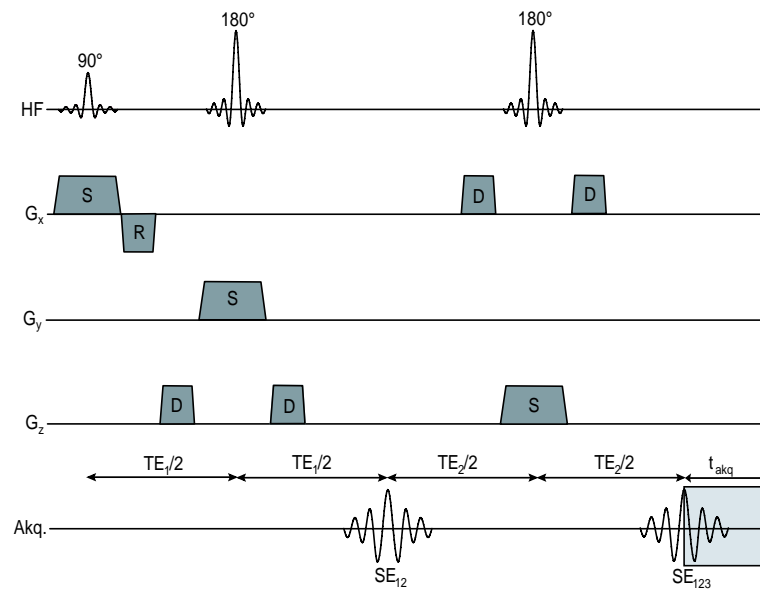 180° 180°
90°
HF
S D D
Gx R
S
Gy
D D S
Gz
TE1/2 TE1/2 TE2/2 TE2/2 takq
Akq.
SE12 SE123